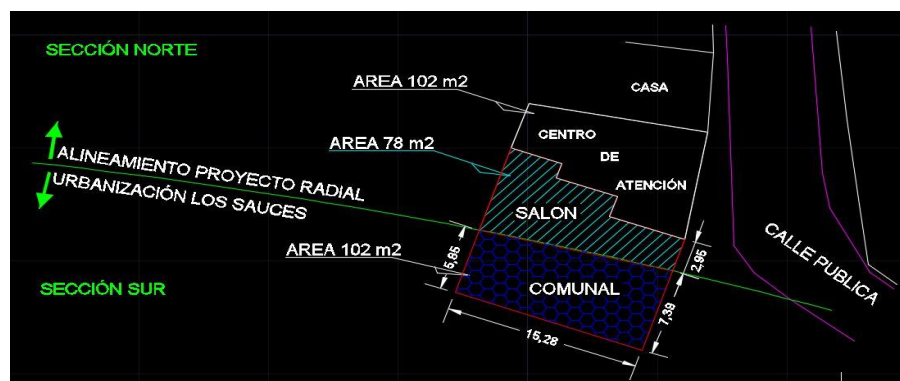 SECCIÓN NORTE
AREA 102 m2
CASA
AREA 78 m2
CENTRO
DE
ATENCIÓN
ALINEAMIENTO PROYECTO RADIAL
URBANIZACIÓN LOS SAUCES
SALON
AREA 102 m2
5,85
2,95
CALLE PUBLICA
SECCIÓN SUR
COMUNAL
7,39
15,28